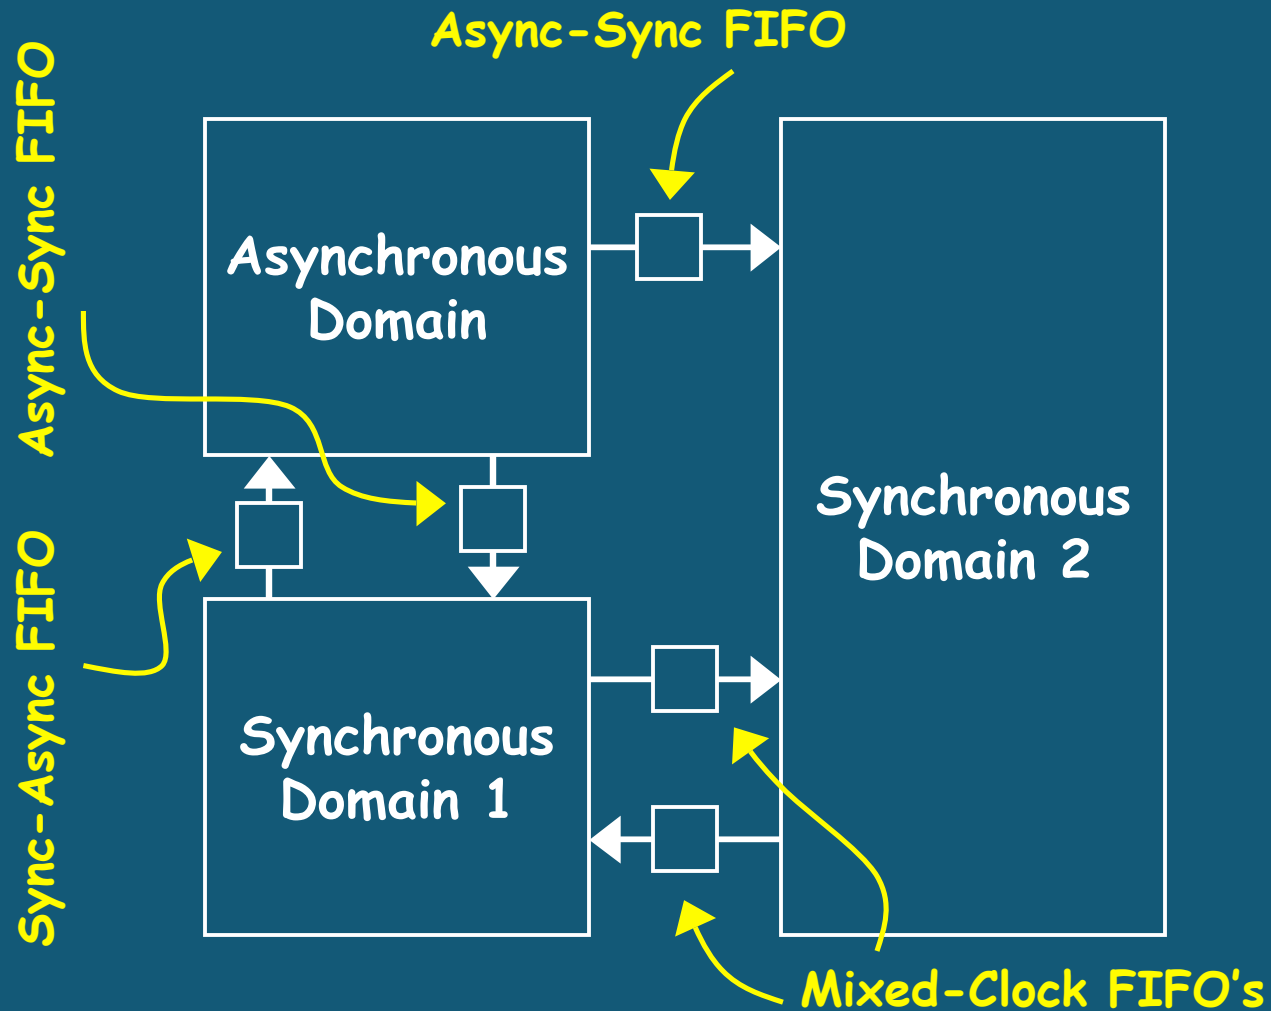 Async-Sync FIFO
Async-Sync FIFO
Asynchronous
Domain
Synchronous
Domain 2
Sync-Async FIFO
Synchronous
Domain 1
Mixed-Clock FIFO's